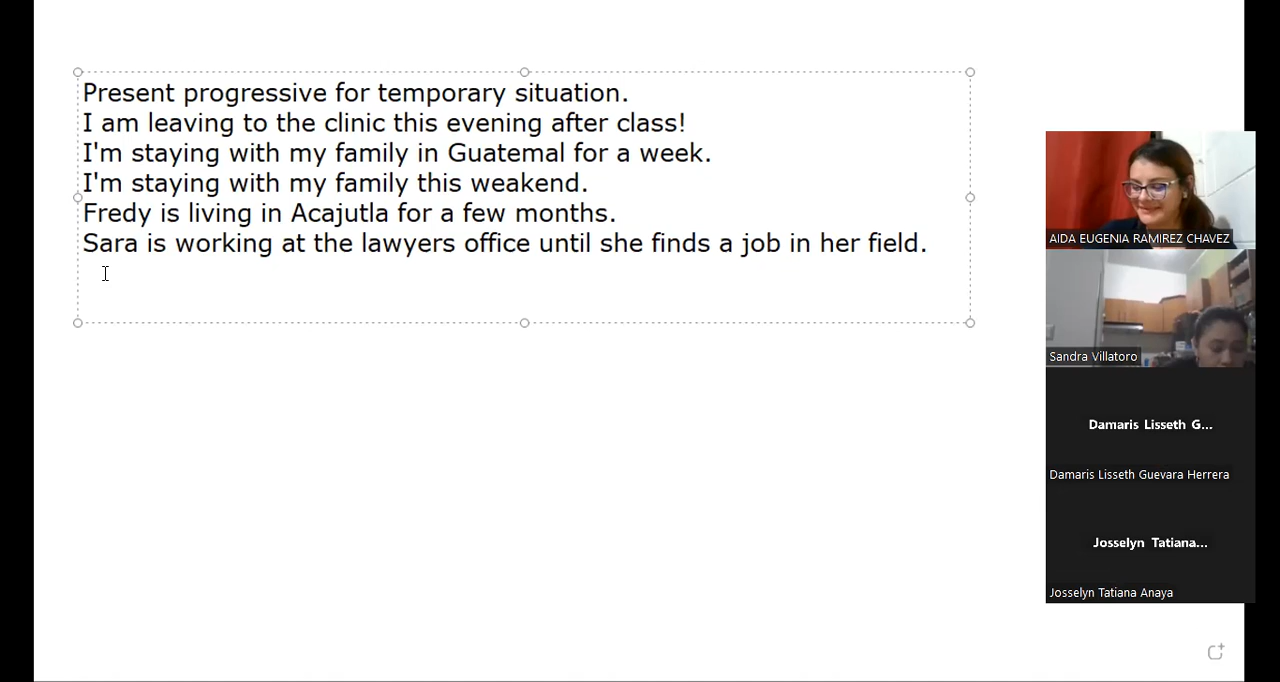 Present progressive for temporary situation.
I am leaving to the clinic this evening after class!
I'm staying with my family in Guatemal for a week.
I'm staying with my family this weakend.
Fredy is living in Acajutla for a few months.
Sara is working at the lawyers office until she finds a job in her field.
AIDA EUGENIA RAMIREZ CHAVEZ
Sandra Villatoro
Damaris Lisseth G...
Damaris Lisseth Guevara Herrera
Josselyn Tatiana...
Josselyn Tatiana Anaya